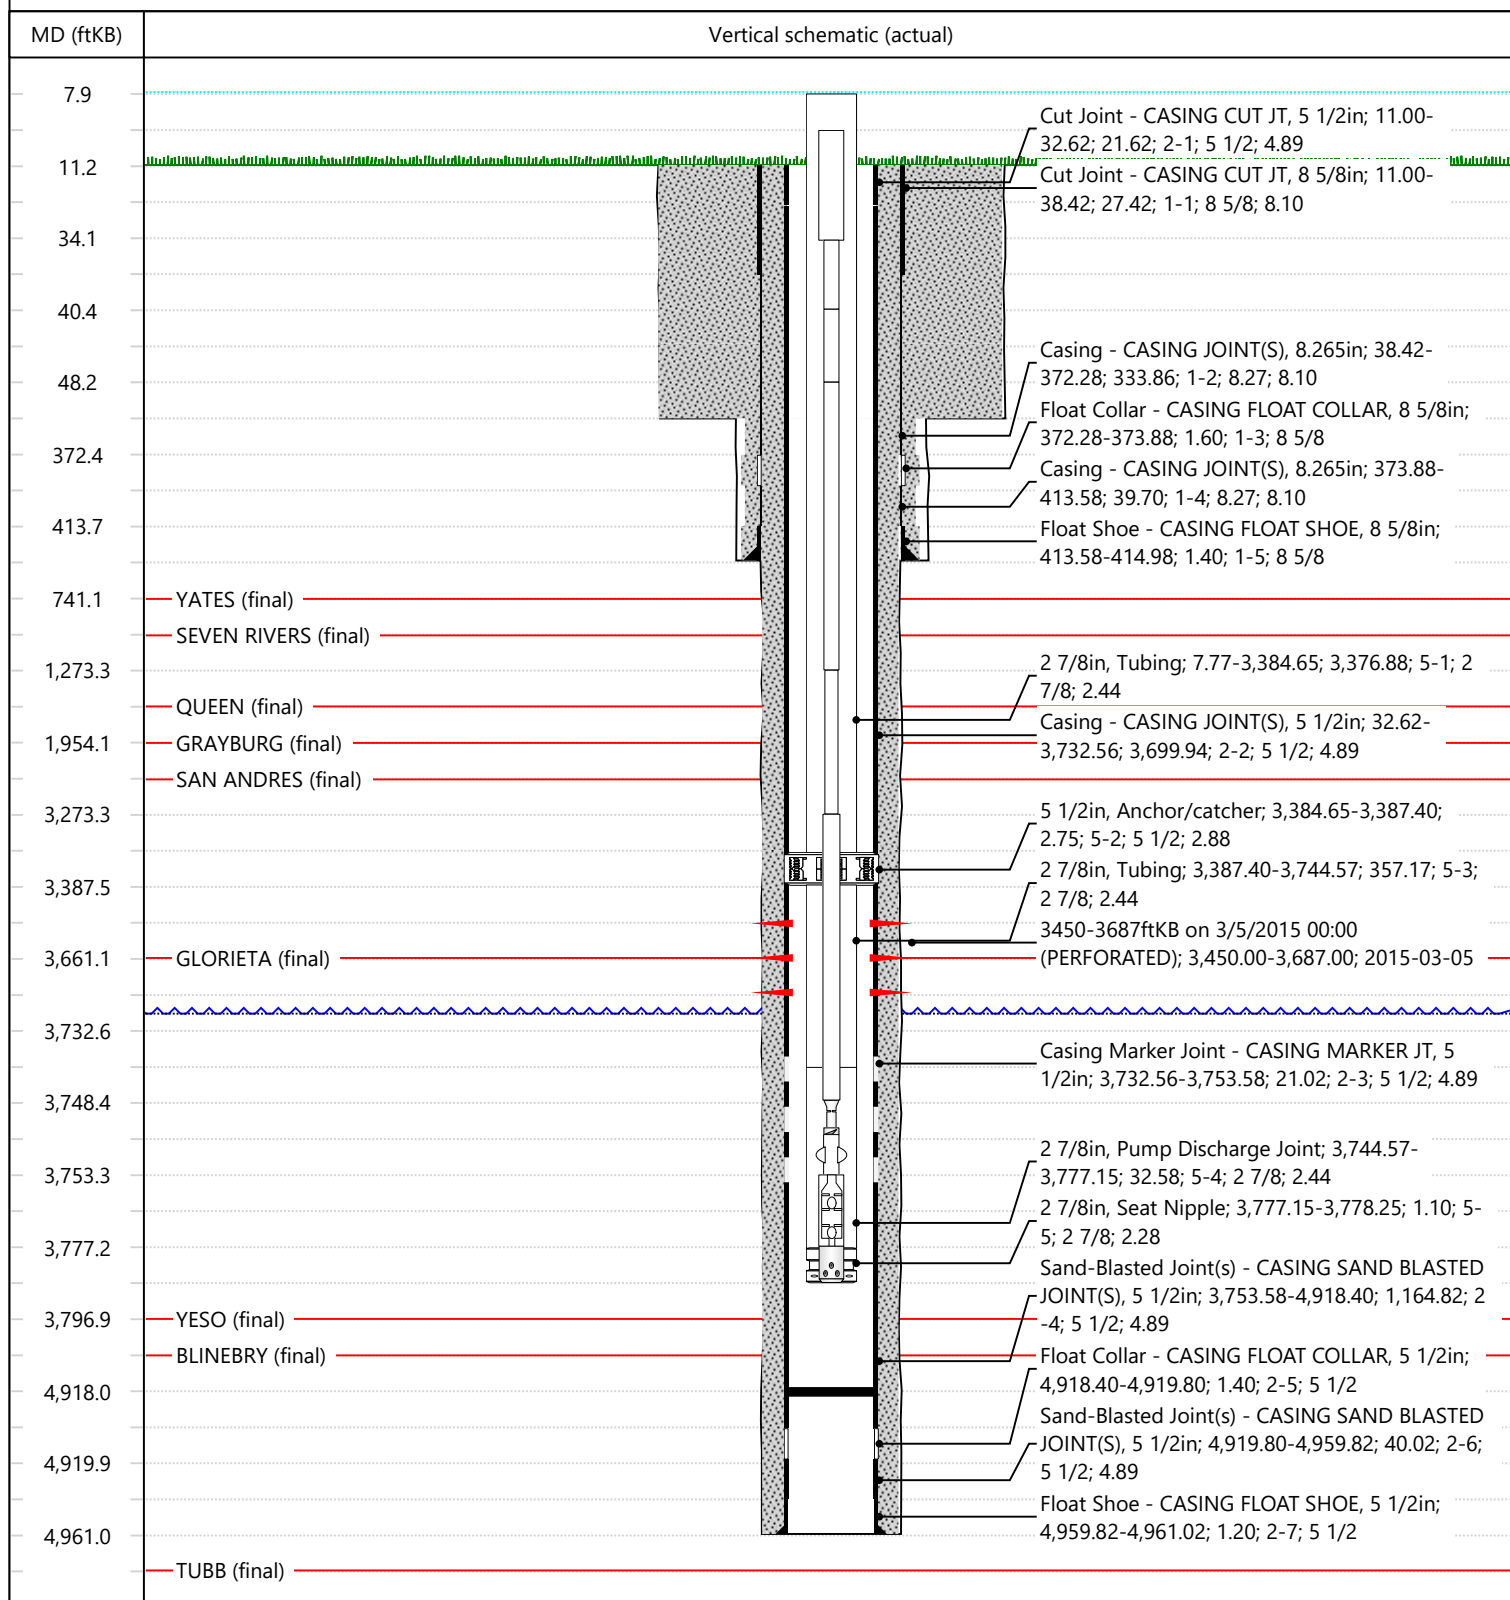 MD (ftKB)
Vertical schematic (actual)
7.9
11.2
34.1
40.4
48.2
372.4
413.7
741.1
1,273.3
1,954.1
3,273.3
3,387.5
3,661.1
3,732.6
3,748.4
3,753.3
3,777.2
3,796.9
4,918.0
4,919.9
4,961.0
YATES (final)
SEVEN RIVERS (final)
QUEEN (final)
GRAYBURG (final)
SAN ANDRES (final)
GLORIETA (final)
YESO (final)
BLINEBRY (final)
TUBB (final)
Cut Joint - CASING CUT JT, 5 1/2in; 11.00-
32.62; 21.62; 2-1; 5 1/2; 4.89
Cut Joint - CASING CUT JT, 8 5/8in; 11.00-
38.42; 27.42; 1-1; 8 5/8; 8.10
Casing - CASING JOINT(S), 8.265in; 38.42-
372.28; 333.86; 1-2; 8.27; 8.10
Float Collar - CASING FLOAT COLLAR, 8 5/8in;
372.28-373.88; 1.60; 1-3; 8 5/8
Casing - CASING JOINT(S), 8.265in; 373.88-
413.58; 39.70; 1-4; 8.27; 8.10
Float Shoe - CASING FLOAT SHOE, 8 5/8in;
413.58-414.98; 1.40; 1-5; 8 5/8
2 7/8in, Tubing; 7.77-3,384.65; 3,376.88; 5-1; 2
7/8; 2.44
Casing - CASING JOINT(S), 5 1/2in; 32.62-
3,732.56; 3,699.94; 2-2; 5 1/2; 4.89
5 1/2in, Anchor/catcher; 3,384.65-3,387.40;
2.75; 5-2; 5 1/2; 2.88
2 7/8in, Tubing; 3,387.40-3,744.57; 357.17; 5-3;
2 7/8; 2.44
3450-3687ftKB on 3/5/2015 00:00
(PERFORATED); 3,450.00-3,687.00; 2015-03-05
Casing Marker Joint - CASING MARKER JT, 5
1/2in; 3,732.56-3,753.58; 21.02; 2-3; 5 1/2; 4.89
2 7/8in, Pump Discharge Joint; 3,744.57-
3,777.15; 32.58; 5-4; 2 7/8; 2.44
2 7/8in, Seat Nipple; 3,777.15-3,778.25; 1.10; 5-
5; 2 7/8; 2.28
Sand-Blasted Joint(s) - CASING SAND BLASTED
JOINT(S), 5 1/2in; 3,753.58-4,918.40; 1,164.82; 2
-4; 5 1/2; 4.89
Float Collar - CASING FLOAT COLLAR, 5 1/2in;
4,918.40-4,919.80; 1.40; 2-5; 5 1/2
Sand-Blasted Joint(s) - CASING SAND BLASTED
JOINT(S), 5 1/2in; 4,919.80-4,959.82; 40.02; 2-6;
5 1/2; 4.89
Float Shoe - CASING FLOAT SHOE, 5 1/2in;
4,959.82-4,961.02; 1.20; 2-7; 5 1/2